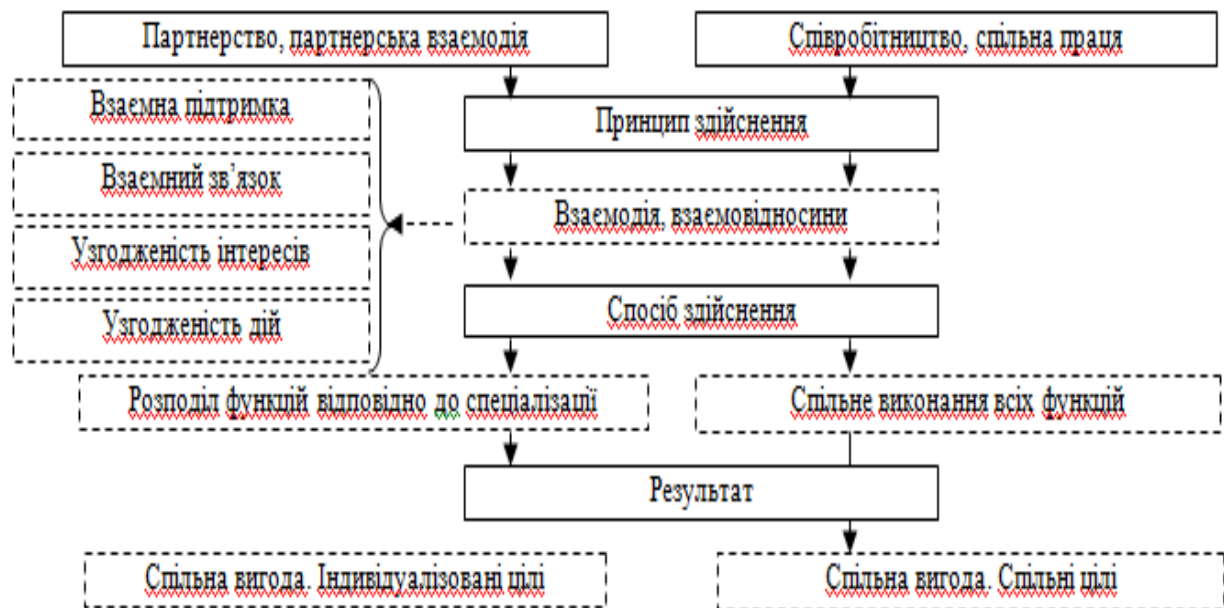 Партнерство, партнерська взаємодія
Співробітництво, спільна праця
Взаємна підтримка
Принцип здійснення
Взаємний зв’язок
Взаємодія, взаємовідносини
Узгодженість інтересів
Спосіб здійснення
Узгодженість дій
Розподіл функцій відповідно до спеціалізації
Спільне виконання всіх функцій
Результат
Спільна вигода. Індивідуалізовані цілі
Спільна вигода. Спільні цілі